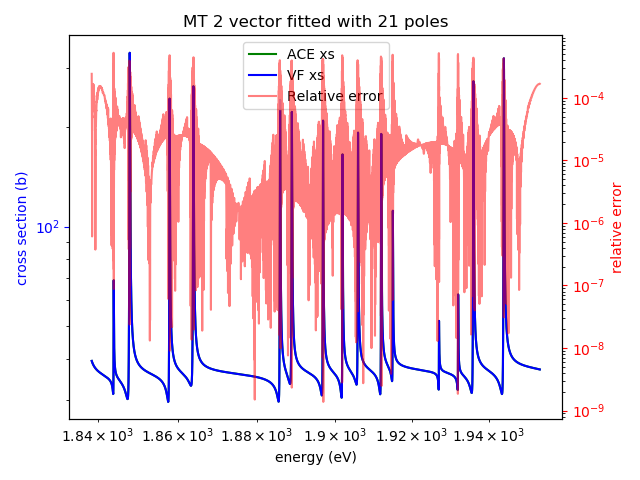 MT 2 vector fitted with 21 poles
ACE xs
VF xs
Relative error
cross section (b)
10²
10⁻⁴
10⁻⁵
10⁻⁶
10⁻⁷
10⁻⁸
10⁻⁹
relative error
1.84×10³ 1.86×10³ 1.88×10³ 1.9×10³ 1.92×10³ 1.94×10³
energy (eV)